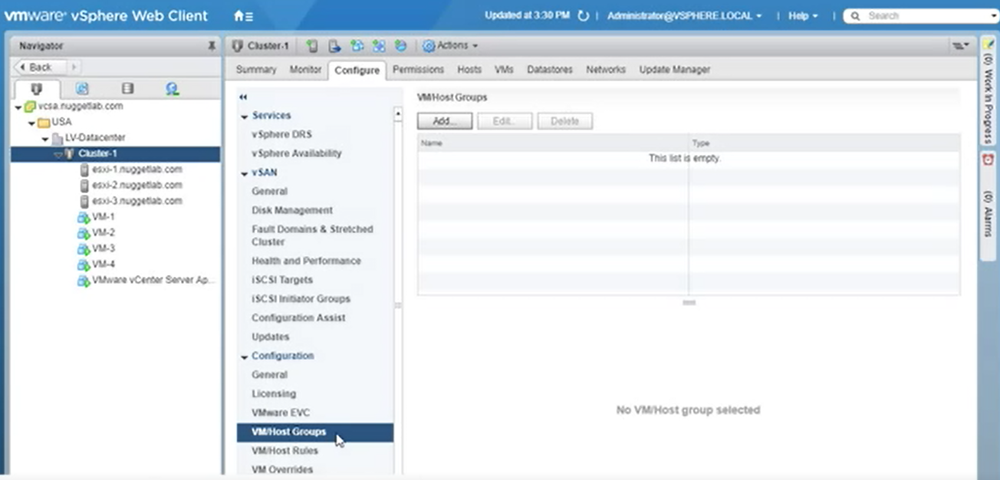 vmware® vSphere Web Client
Updated at 3:30 PM
Administrator@VSPHERE.LOCAL
Help
Search
Navigator
Back
vcsa.nuggetlab.com
USA
LV-Datacenter
Cluster-1
esxi-1.nuggetlab.com
esxi-2.nuggetlab.com
esxi-3.nuggetlab.com
VM-1
VM-2
VM-3
VM-4
VMware vCenter Server Ap...
Cluster-1
Actions
Summary Monitor Configure Permissions Hosts VMs Datastores Networks Update Manager
Services
vSphere DRS
vSphere Availability
vSAN
General
Disk Management
Fault Domains & Stretched
Cluster
Health and Performance
iSCSI Targets
iSCSI Initiator Groups
Configuration Assist
Updates
Configuration
General
Licensing
VMware EVC
VM/Host Groups
VM/Host Rules
VM Overrides
VM/Host Groups
Add... Edit... Delete
Name Type
This list is empty.
No VM/Host group selected
(0) Work In Progress
(0) Alarms